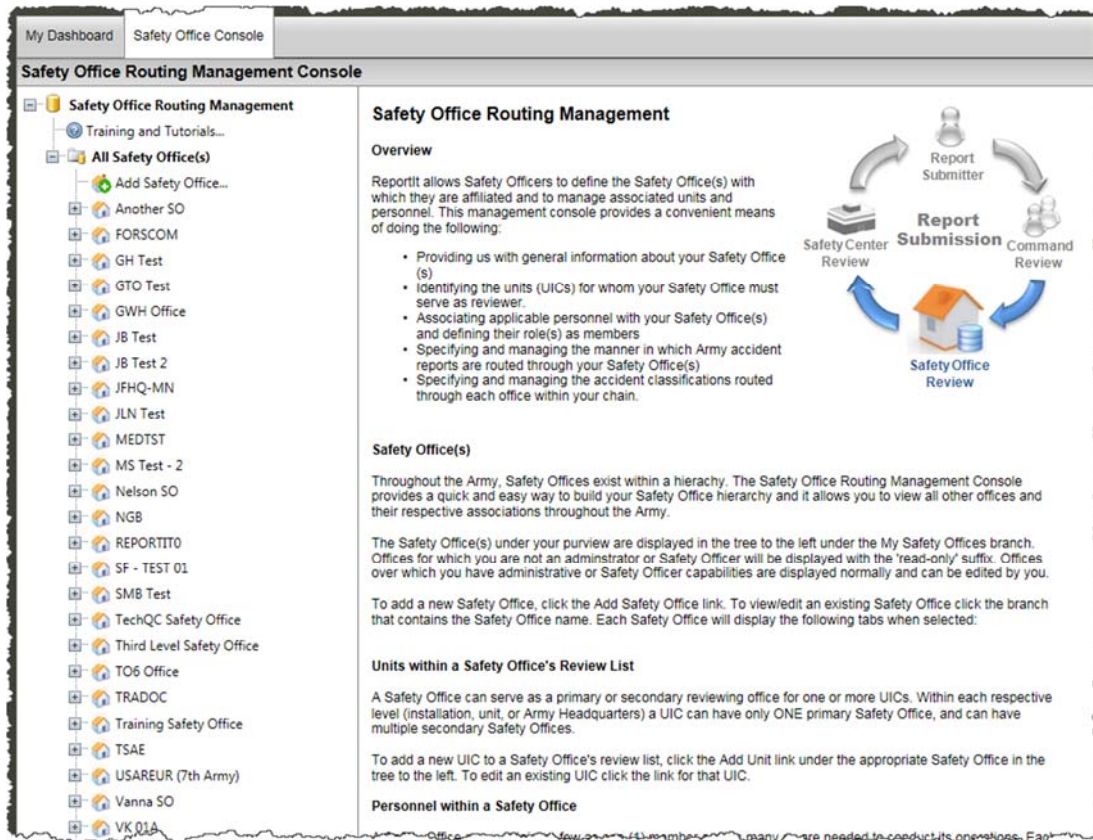 My Dashboard
Safety Office Console
Safety Office Routing Management Console
Safety Office Routing Management
Training and Tutorials...
All Safety Office(s)
Add Safety Office...
Another SO
FORSCOM
GH Test
GTO Test
GWH Office
JB Test
JB Test 2
JFHQ-MN
JLN Test
MEDTST
MS Test - 2
Nelson SO
NGB
REPORTIT0
SF - TEST 01
SMB Test
TechQC Safety Office
Third Level Safety Office
TO6 Office
TRADOC
Training Safety Office
TSAE
USAREUR (7th Army)
Vanna SO
VK 01A
Safety Office Routing Management
Overview
ReportIt allows Safety Officers to define the Safety Office(s) with
which they are affiliated and to manage associated units and
personnel. This management console provides a convenient means
of doing the following:
• Providing us with general information about your Safety Office
(s)
• Identifying the units (UICs) for whom your Safety Office must
serve as reviewer.
• Associating applicable personnel with your Safety Office(s)
and defining their role(s) as members
• Specifying and managing the manner in which Army accident
reports are routed through your Safety Office(s)
• Specifying and managing the accident classifications routed
through each office within your chain.
Report
Submitter
Report
Submission
Safety Center
Review
Command
Review
Safety Office
Review
Safety Office(s)
Throughout the Army, Safety Offices exist within a hierachy. The Safety Office Routing Management Console
provides a quick and easy way to build your Safety Office hierarchy and it allows you to view all other offices and
their respective associations throughout the Army.
The Safety Office(s) under your purview are displayed in the tree to the left under the My Safety Offices branch.
Offices for which you are not an adminstrator or Safety Officer will be displayed with the 'read-only' suffix. Offices
over which you have administrative or Safety Officer capabilities are displayed normally and can be edited by you.
To add a new Safety Office, click the Add Safety Office link. To view/edit an existing Safety Office click the branch
that contains the Safety Office name. Each Safety Office will display the following tabs when selected:
Units within a Safety Office's Review List
A Safety Office can serve as a primary or secondary reviewing office for one or more UICs. Within each respective
level (installation, unit, or Army Headquarters) a UIC can have only ONE primary Safety Office, and can have
multiple secondary Safety Offices.
To add a new UIC to a Safety Office's review list, click the Add Unit link under the appropriate Safety Office in the
tree to the left. To edit an existing UIC click the link for that UIC.
Personnel within a Safety Office